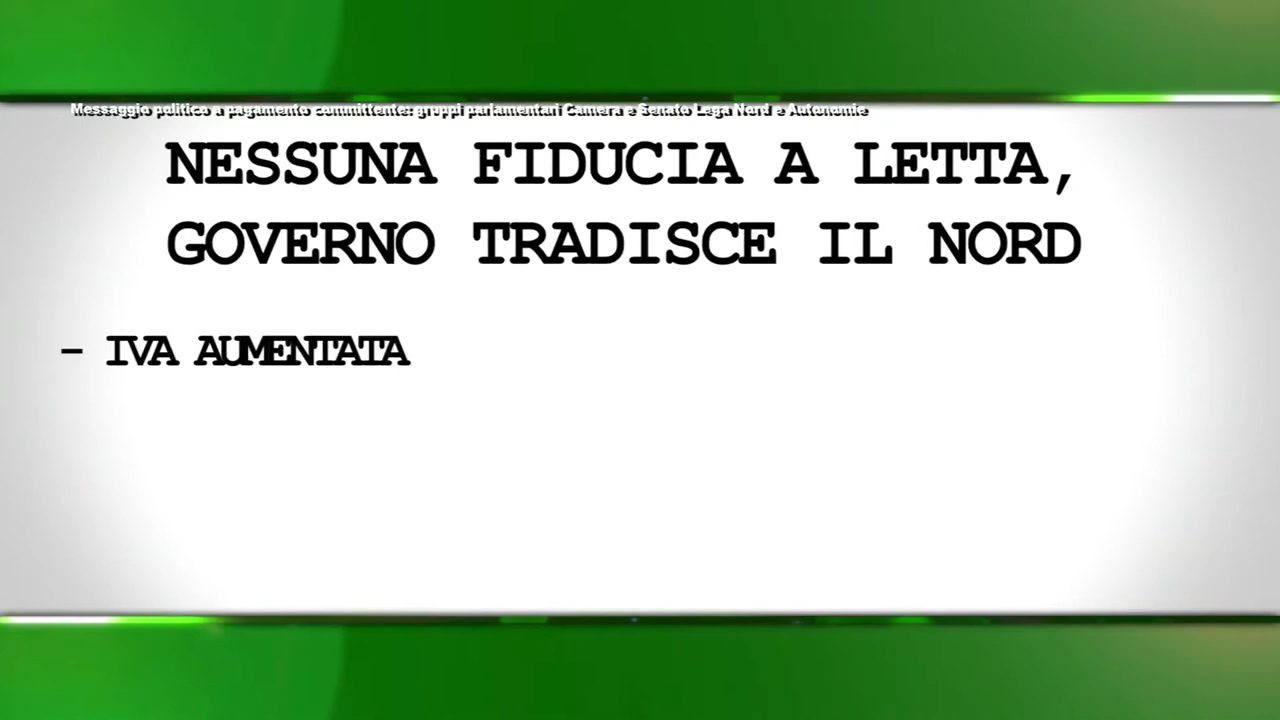 Messaggio politico a pagamento committente: gruppi parlamentari Camera e Senato Lega Nord e Autonomie
NESSUNA FIDUCIA A LETTA,
GOVERNO TRADISCE IL NORD
- IVA AUMENTATA